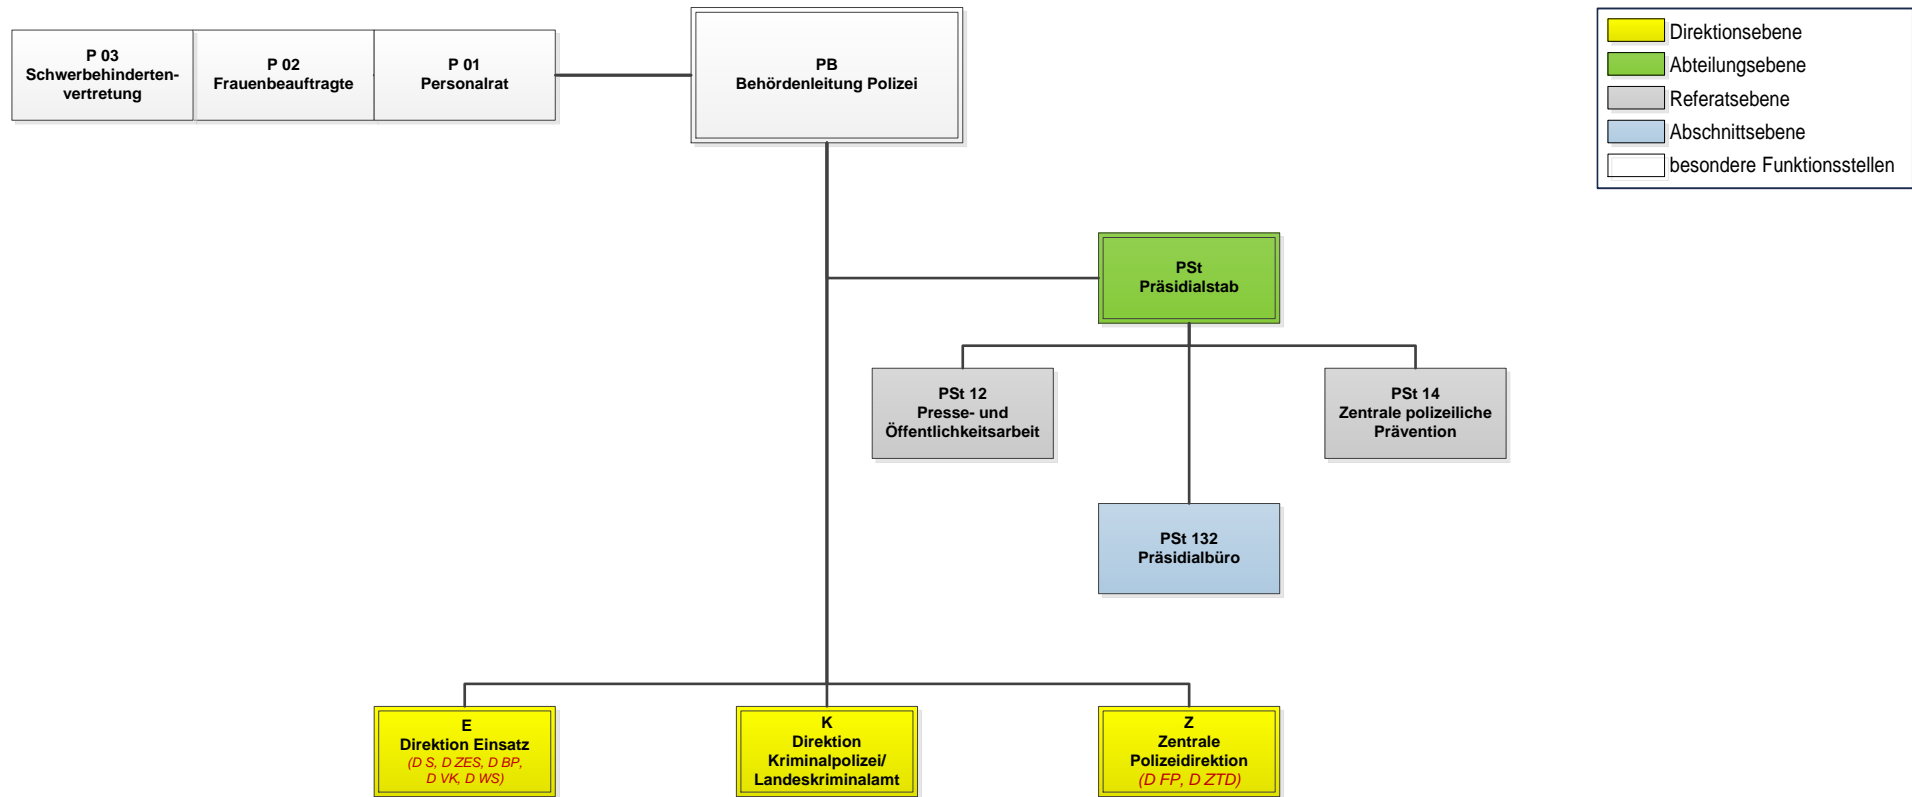 P 03
Schwerbehinderten-
vertretung
P 02
Frauenbeauftragte
P 01
Personalrat
PB
Behördenleitung Polizei
Direktionsebene
Abteilungsebene
Referatsebene
Abschnittsebene
besondere Funktionsstellen
PSt
Präsidialstab
PSt 12
Presse- und
Öffentlichkeitsarbeit
PSt 14
Zentrale polizeiliche
Prävention
PSt 132
Präsidialbüro
E
Direktion Einsatz
(D S, D ZES, D BP,
D VK, D WS)
K
Direktion
Kriminalpolizei/
Landeskriminalamt
Z
Zentrale
Polizeidirektion
(D FP, D ZTD)